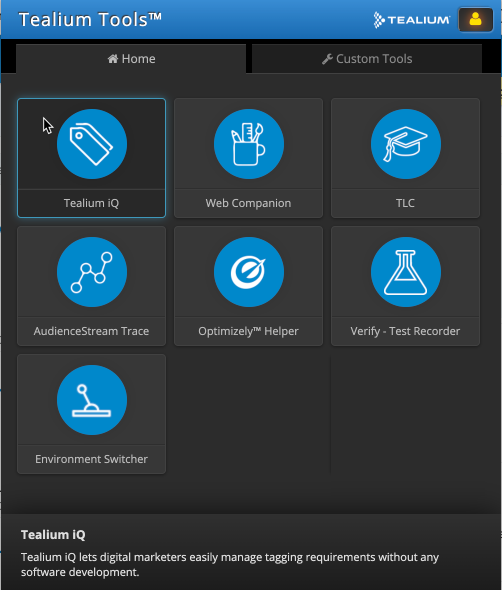 Tealium Tools™
TEALIUM
Home
Custom Tools
Tealium iQ
Web Companion
TLC
AudienceStream Trace
Optimizely™ Helper
Verify - Test Recorder
Environment Switcher
Tealium iQ
Tealium iQ lets digital marketers easily manage tagging requirements without any
software development.